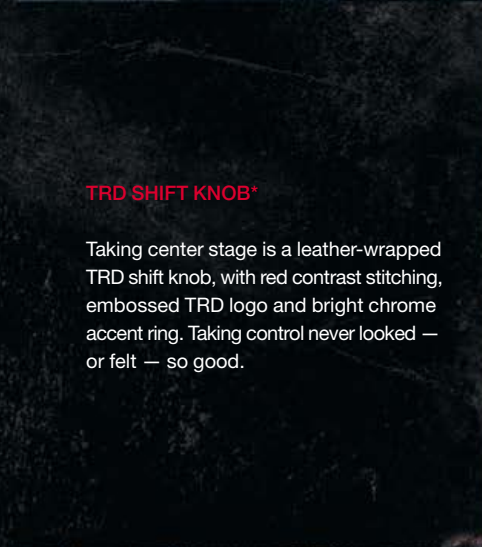 TRD SHIFT KNOB*
Taking center stage is a leather-wrapped
TRD shift knob, with red contrast stitching,
embossed TRD logo and bright chrome
accent ring. Taking control never looked —
or felt — so good.